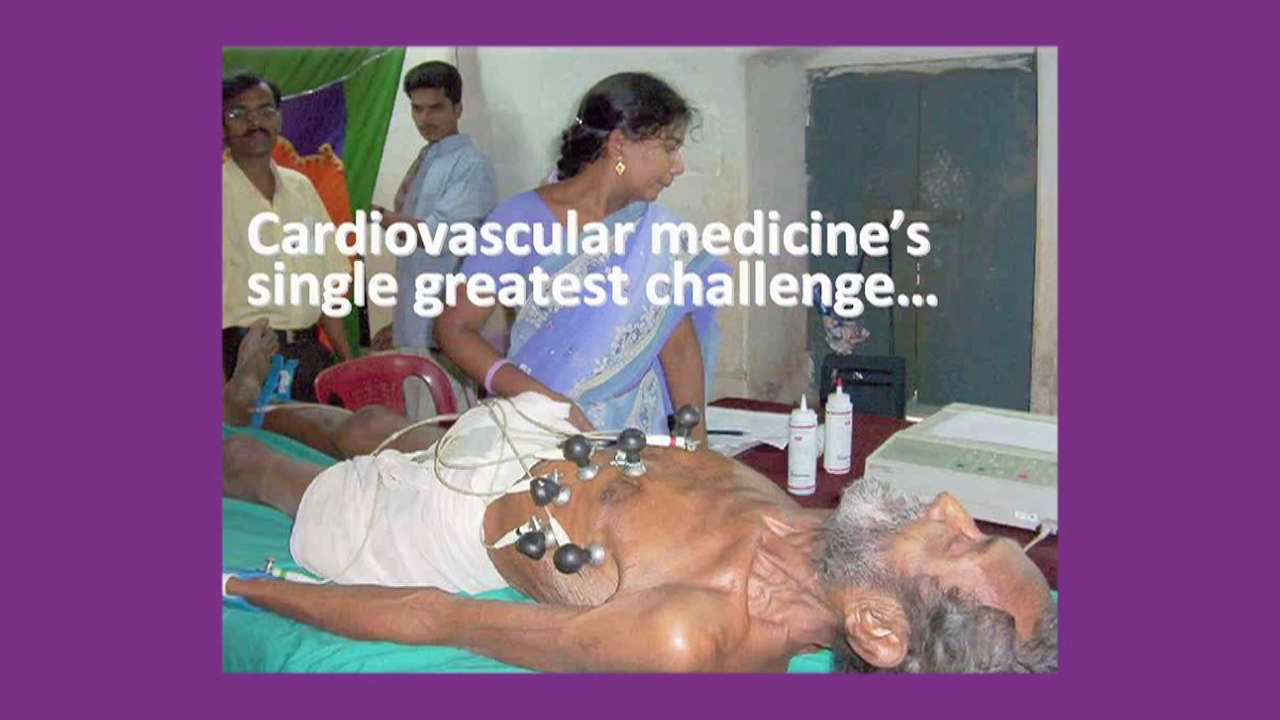 Cardiovascular medicine’s
single greatest challenge…